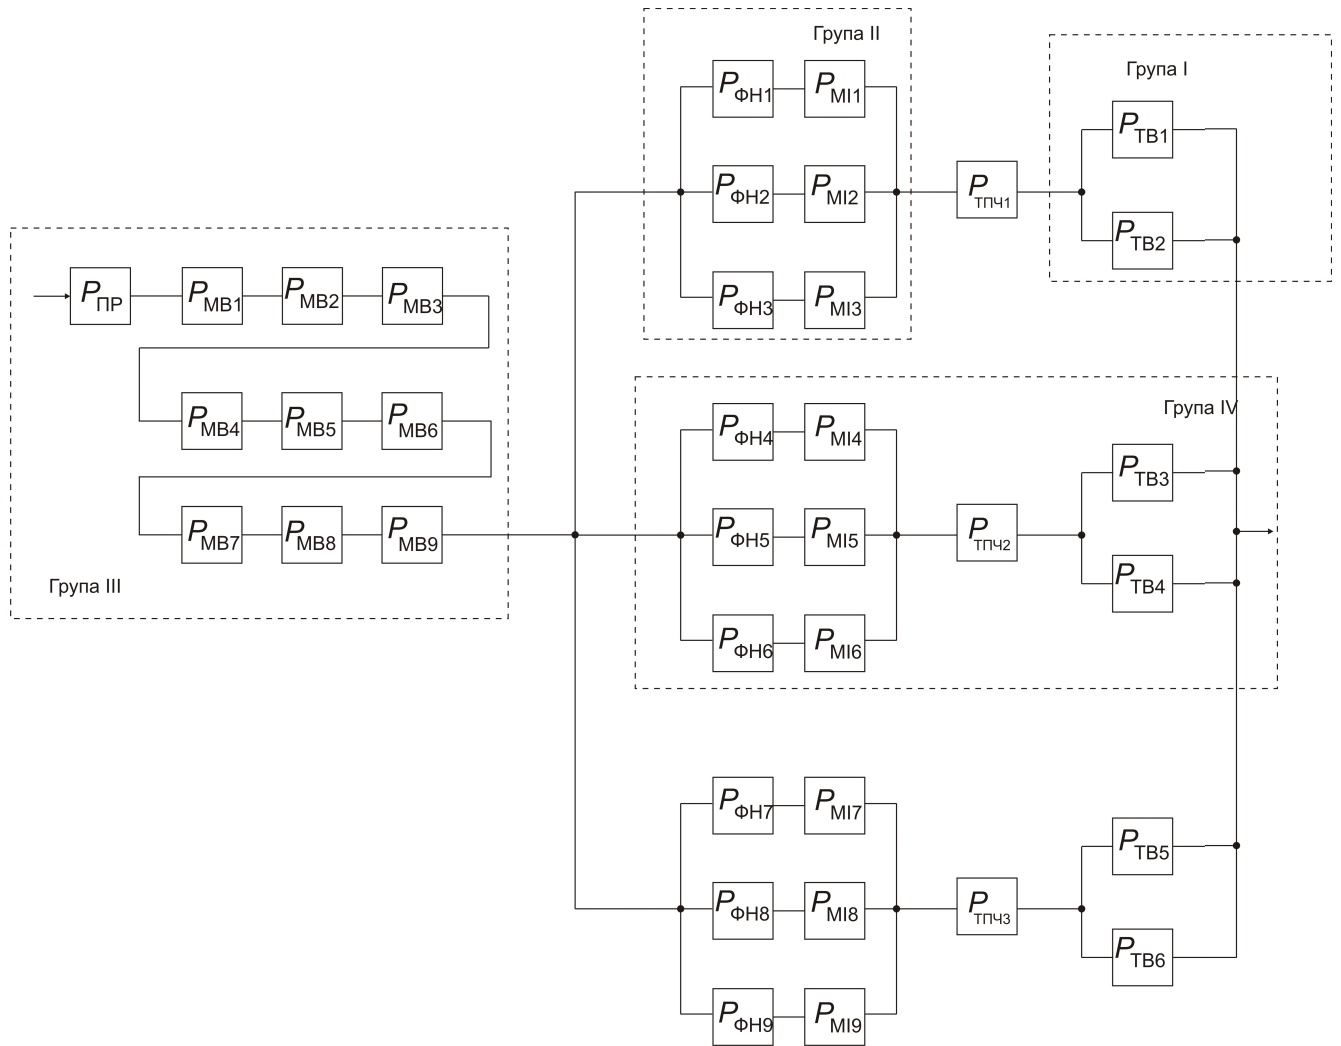 Група II
Група I
P ФН1
P МІ1
P ТВ1
P ФН2
P МІ2
P ТПЧ1
P ТВ2
P ФН3
P МІ3
P ПР
P МВ1
P МВ2
P МВ3
P МВ4
P МВ5
P МВ6
P МВ7
P МВ8
P МВ9
Група III
Група IV
P ФН4
P МІ4
P ТВ3
P ФН5
P МІ5
P ТПЧ2
P ТВ4
P ФН6
P МІ6
P ФН7
P МІ7
P ТВ5
P ФН8
P МІ8
P ТПЧ3
P ТВ6
P ФН9
P МІ9